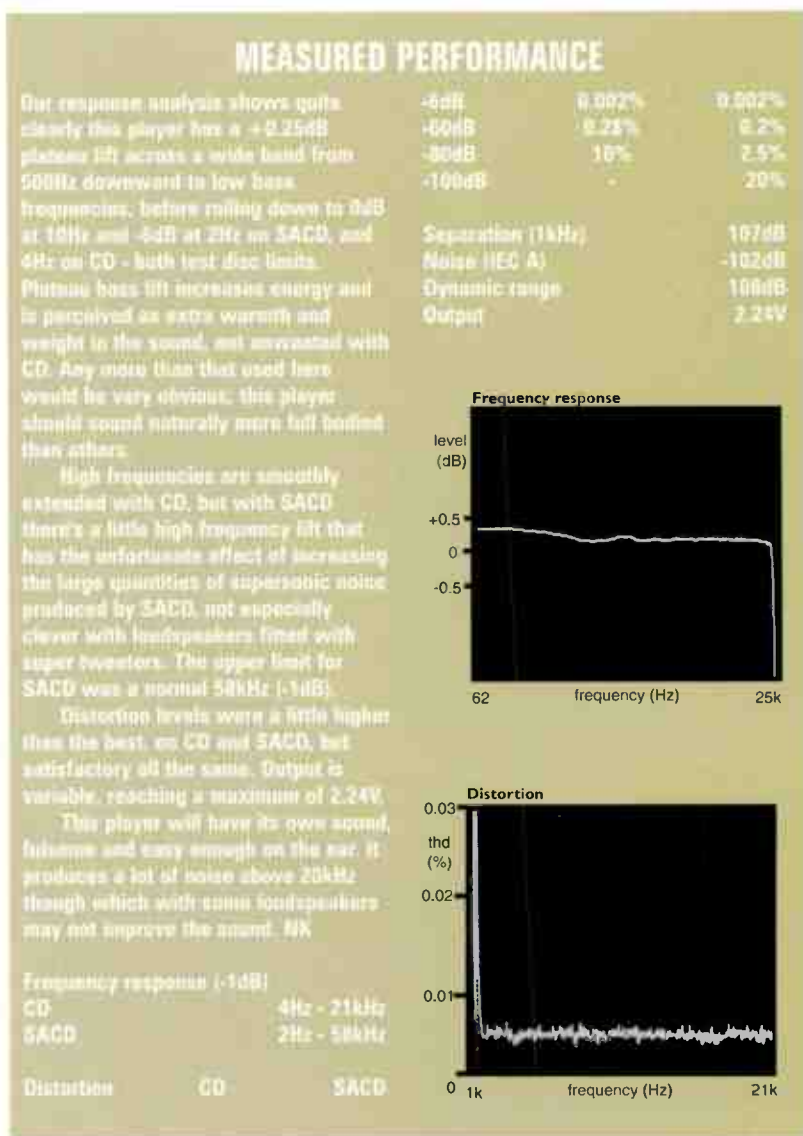 MEASURED PERFORMANCE
Our response analysis shows quite
clearly this player has a +0.25dB
plateau lift across a wide band from
500Hz downward to low bass
frequencies, before rolling down to 0dB
at 10Hz and -6dB at 2Hz on SACD, and
4Hz on CD - both test disc limits.
Plateau bass lift increases energy and
is perceived as extra warmth and
weight in the sound, not unwanted with
CD. Any more than that used here
would be very obvious; this player
should sound naturally more full bodied
than others.
High frequencies are smoothly
extended with CD, but with SACD
there's a little high frequency lift that
has the unfortunate effect of increasing
the large quantities of supersonic noise
produced by SACD, not especially
clever with loudspeakers fitted with
super tweeters. The upper limit for
SACD was a normal 58kHz (-1dB).
Distortion levels were a little higher
than the best, on CD and SACD, but
satisfactory all the same. Output is
variable, reaching a maximum of 2.24V.
This player will have its own sound,
fulsome and easy enough on the ear. It
produces a lot of noise above 20kHz
though which with some loudspeakers
may not improve the sound. NK
Frequency response (-1dB)
CD 4Hz - 21kHz
SACD 2Hz - 58kHz
Distortion CD SACD
-6dB 0.002% 0.002%
-60dB 0.28% 0.2%
-80dB 10% 2.5%
-100dB - 20%
Separation (1kHz) 107dB
Noise (IEC A) -102dB
Dynamic range 108dB
Output 2.24V
Frequency response
level
(dB)
+0.5
0
-0.5
62 frequency (Hz) 25k
Distortion
0.03
thd
(%)
0.02
0.01
0
1k frequency (Hz) 21k